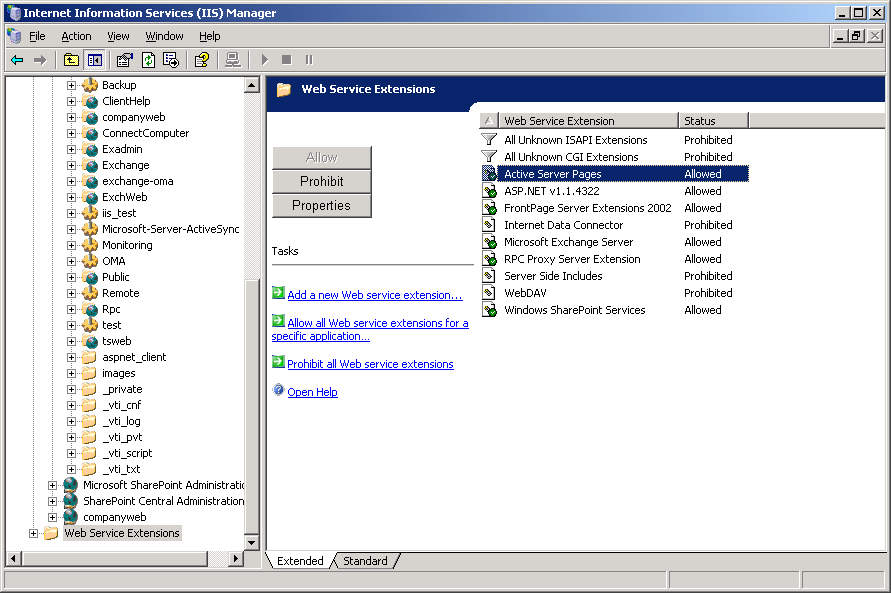 Internet Information Services (IIS) Manager
File Action View Window Help
Backup
ClientHelp
companyweb
ConnectComputer
Exadmin
Exchange
exchange-oma
ExchWeb
iis_test
Microsoft-Server-ActiveSync
Monitoring
OMA
Public
Remote
Rpc
test
tsweb
aspnet_client
images
_private
_vti_cnf
_vti_log
_vti_pvt
_vti_script
_vti_txt
Microsoft SharePoint Administratio
SharePoint Central Administration
companyweb
Web Service Extensions
Web Service Extensions
Allow
Prohibit
Properties
Tasks
Add a new Web service extension...
Allow all Web service extensions for a
specific application...
Prohibit all Web service extensions
Open Help
Web Service Extension Status
All Unknown ISAPI Extensions Prohibited
All Unknown CGI Extensions Prohibited
Active Server Pages Allowed
ASP.NET v1.1.4322 Allowed
FrontPage Server Extensions 2002 Allowed
Internet Data Connector Prohibited
Microsoft Exchange Server Allowed
RPC Proxy Server Extension Allowed
Server Side Includes Prohibited
WebDAV Prohibited
Windows SharePoint Services Allowed
Extended Standard